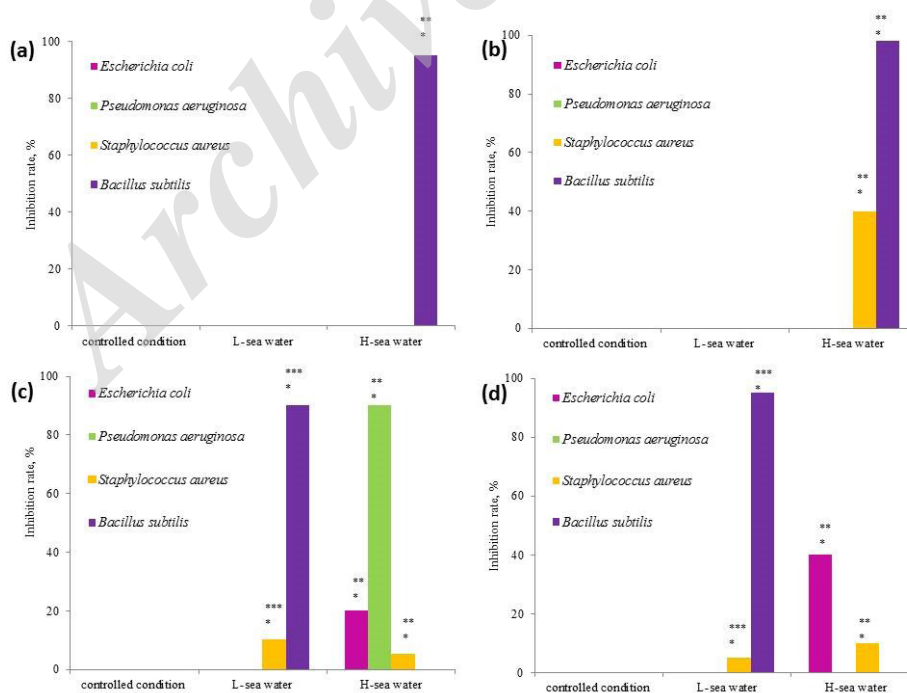 Archive
(a)
100
80
60
40
20
0
Inhibition rate, %
Escherichia coli
Pseudomonas aeruginosa
Staphylococcus aureus
Bacillus subtilis
**
*
controlled condition L-sea water H-sea water
(b)
100
80
60
40
20
0
Inhibition rate, %
Escherichia coli
Pseudomonas aeruginosa
Staphylococcus aureus
Bacillus subtilis
**
*
**
*
controlled condition L-sea water H-sea water
(c)
100
80
60
40
20
0
Inhibition rate, %
Escherichia coli
Pseudomonas aeruginosa
Staphylococcus aureus
Bacillus subtilis
***
*
***
*
**
*
**
*
**
*
controlled condition L-sea water H-sea water
(d)
100
80
60
40
20
0
Inhibition rate, %
Escherichia coli
Pseudomonas aeruginosa
Staphylococcus aureus
Bacillus subtilis
***
*
***
*
**
*
**
*
controlled condition L-sea water H-sea water